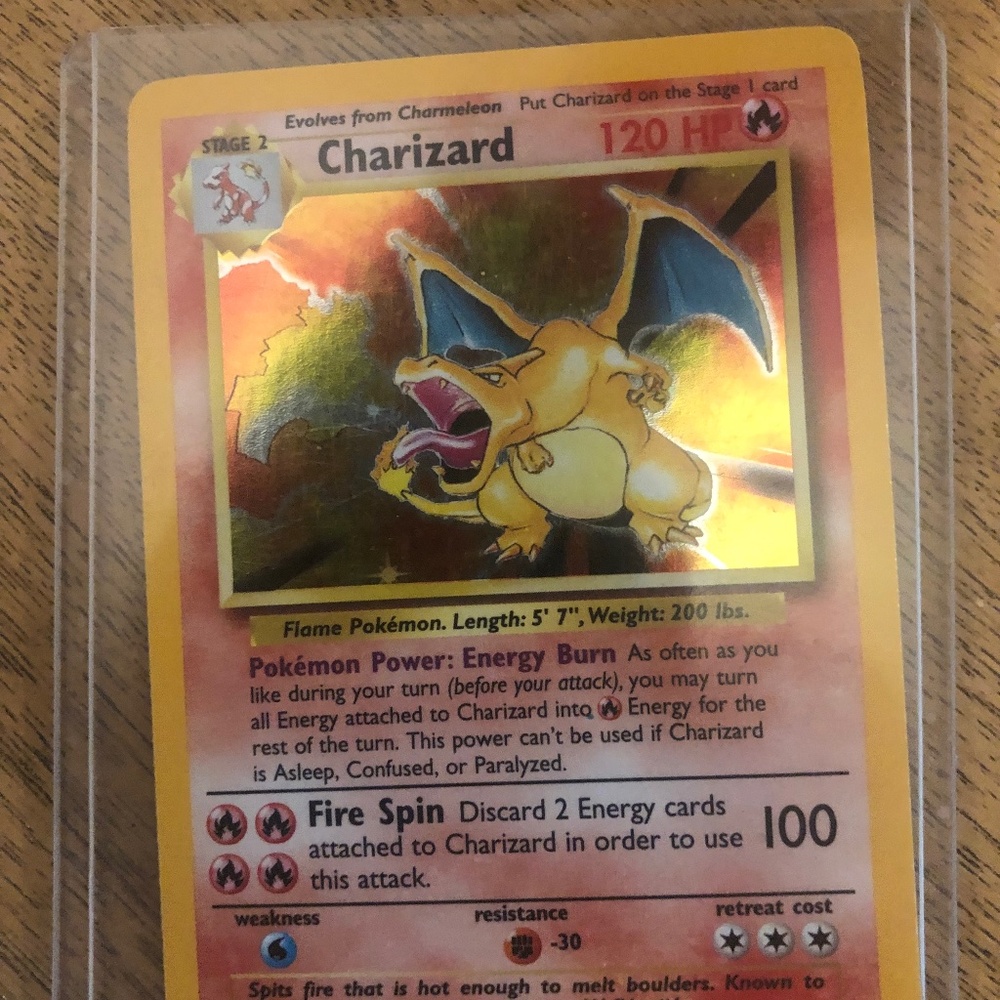 Evolves from Charmeleon Put Charizard on the Stage 1 card
STAGE 2
Charizard 120 HP
Flame Pokémon. Length: 5' 7", Weight: 200 lbs.
Pokémon Power: Energy Burn As often as you
like during your turn (before your attack), you may turn
all Energy attached to Charizard into Energy for the
rest of the turn. This power can't be used if Charizard
is Asleep, Confused, or Paralyzed.
Fire Spin Discard 2 Energy cards
attached to Charizard in order to use 100
this attack.
weakness resistance retreat cost
-30
Spits fire that is hot enough to melt boulders. Known to